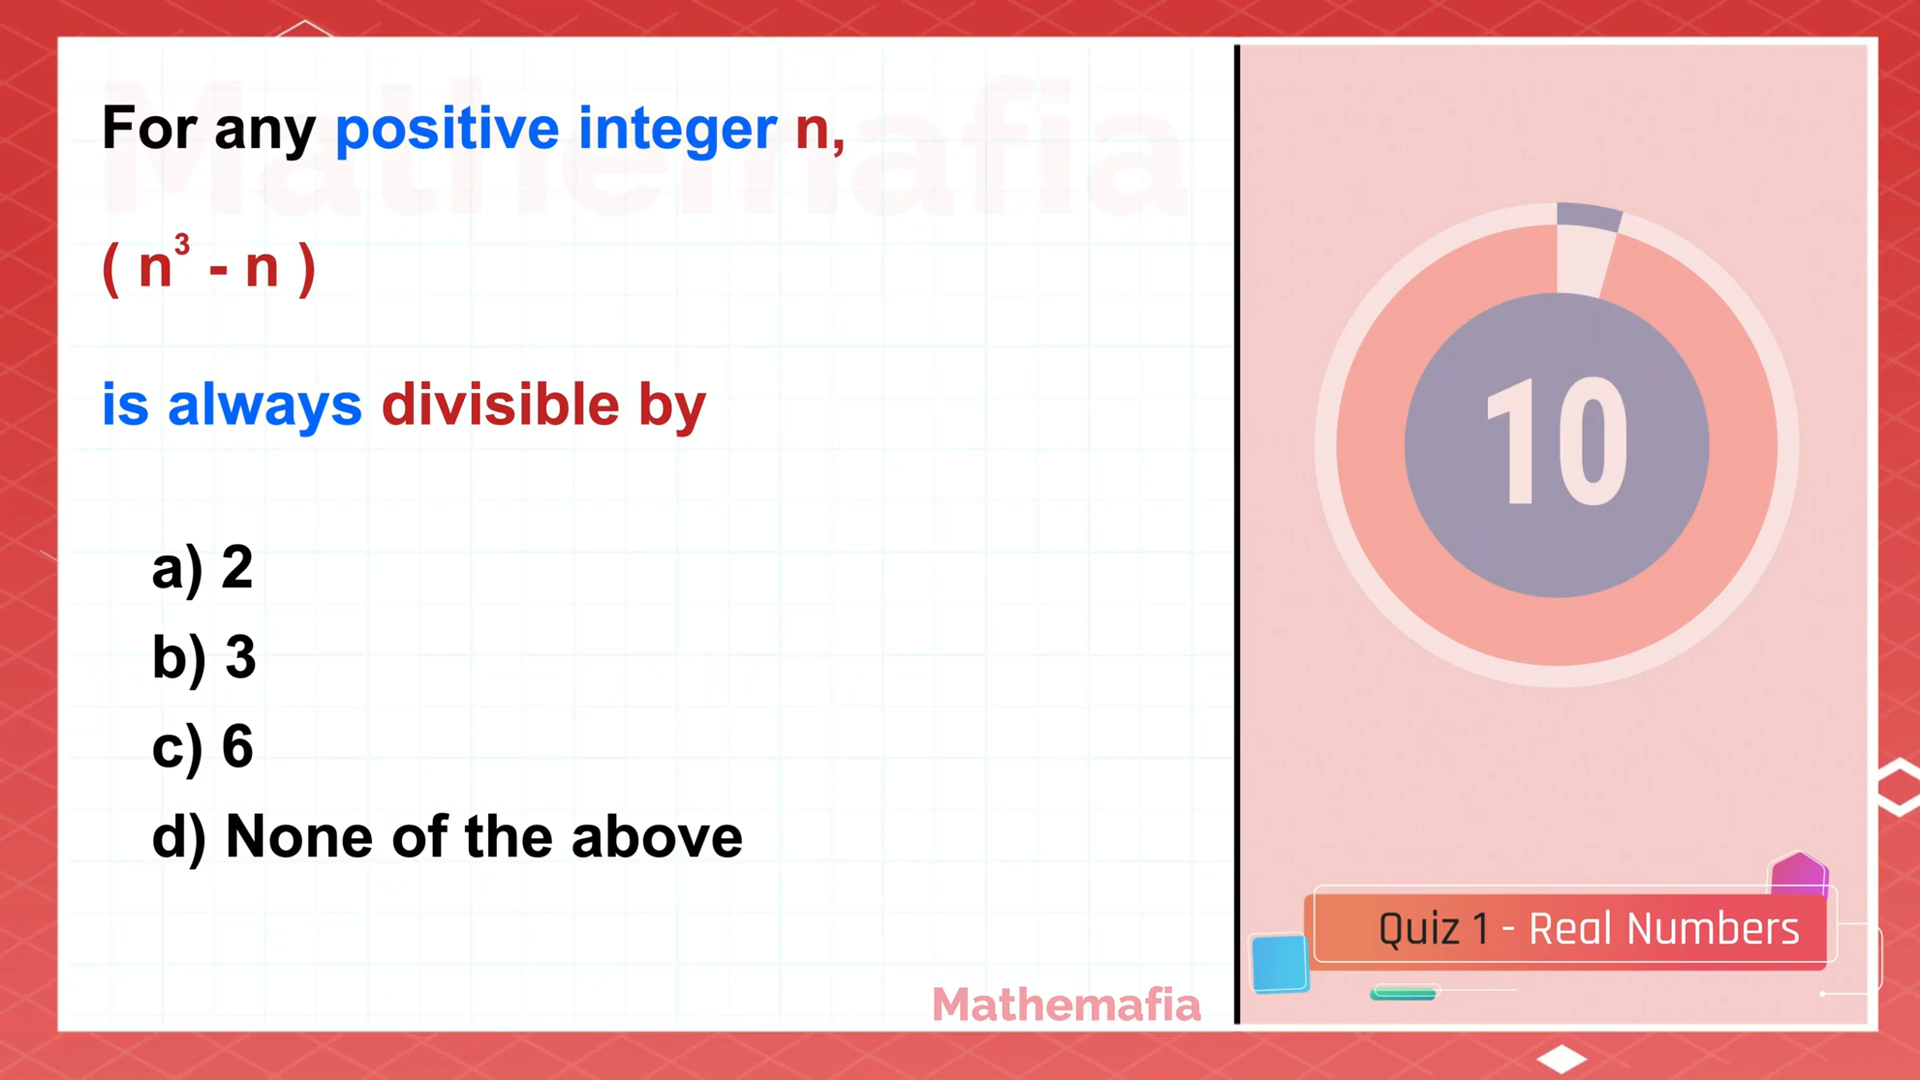 Mathemafia
For any positive integer n,
( n³ - n )
is always divisible by
a) 2
b) 3
c) 6
d) None of the above
10
Quiz 1 - Real Numbers
Mathemafia